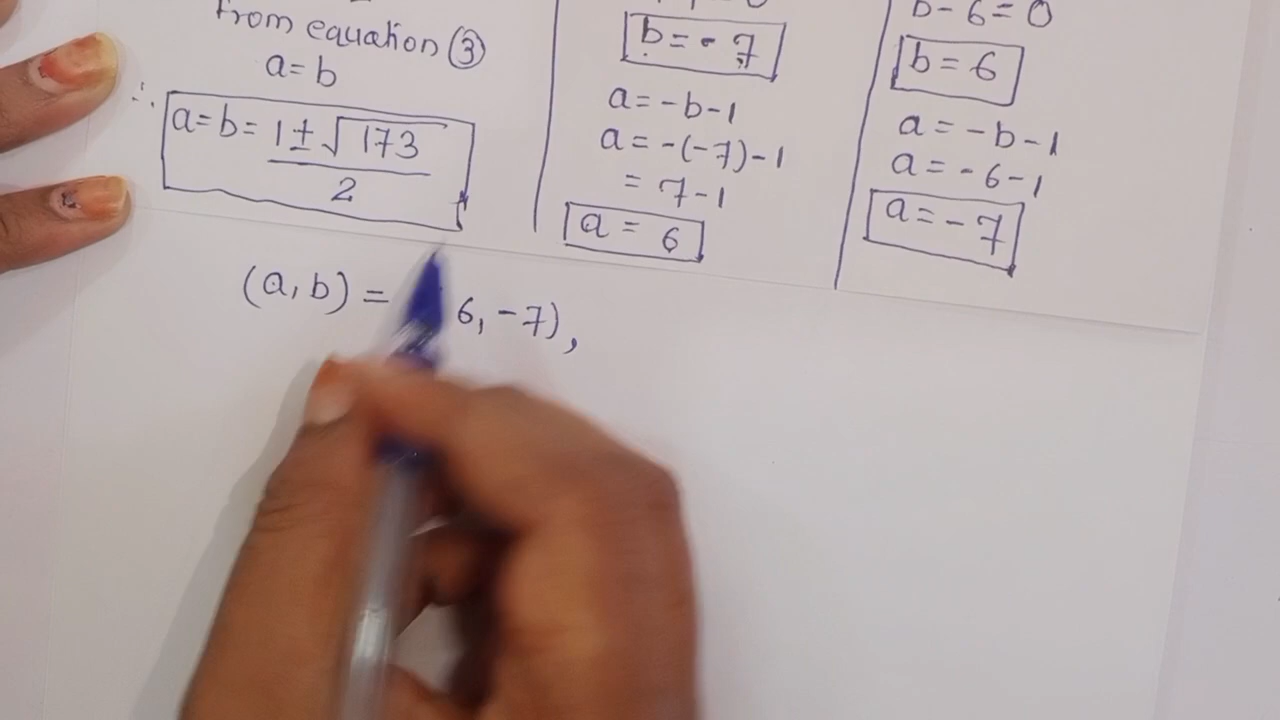 from equation (3)
a=b
∴ a=b= 1±√173
2
b= - 7
a=-b-1
a=-(-7)-1
= 7-1
a = 6
b-6=0
b=6
a=-b-1
a=-6-1
a=-7
(a,b) = 6, -7),